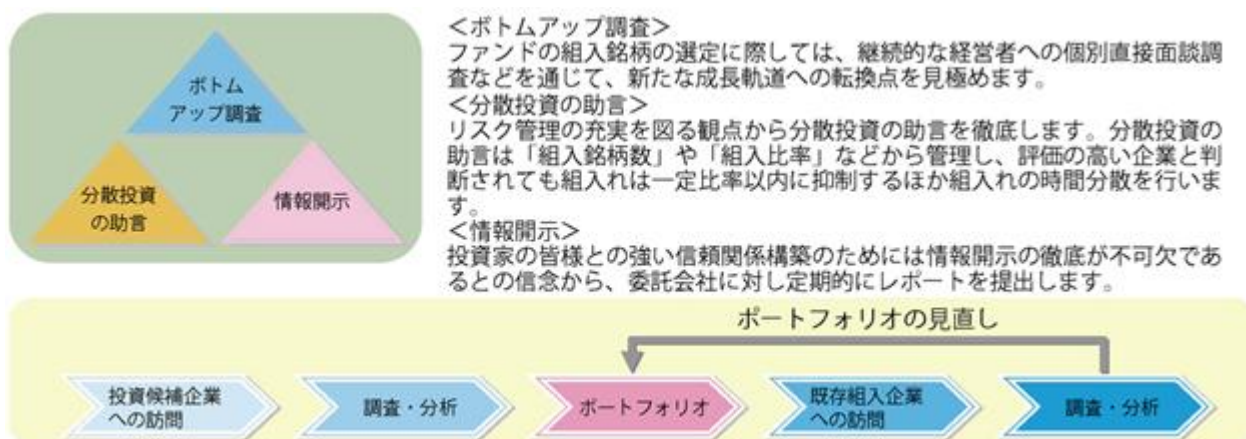 ボトム
アップ調査
分散投資
の助言
情報開示
＜ボトムアップ調査＞
ファンドの組入銘柄の選定に際しては、継続的な経営者への個別直接面談調
査などを通じて、新たな成長軌道への転換点を見極めます。
＜分散投資の助言＞
リスク管理の充実を図る観点から分散投資の助言を徹底します。分散投資の
助言は「組入銘柄数」や「組入比率」などから管理し、評価の高い企業と判
断されても組入れは一定比率以内に抑制するほか組入れの時間分散を行いま
す。
＜情報開示＞
投資家の皆様との強い信頼関係構築のためには情報開示の徹底が不可欠であ
るとの信念から、委託会社に対し定期的にレポートを提出します。
ポートフォリオの見直し
投資候補企業
への訪問
調査・分析
ポートフォリオ
既存組入企業
への訪問
調査・分析